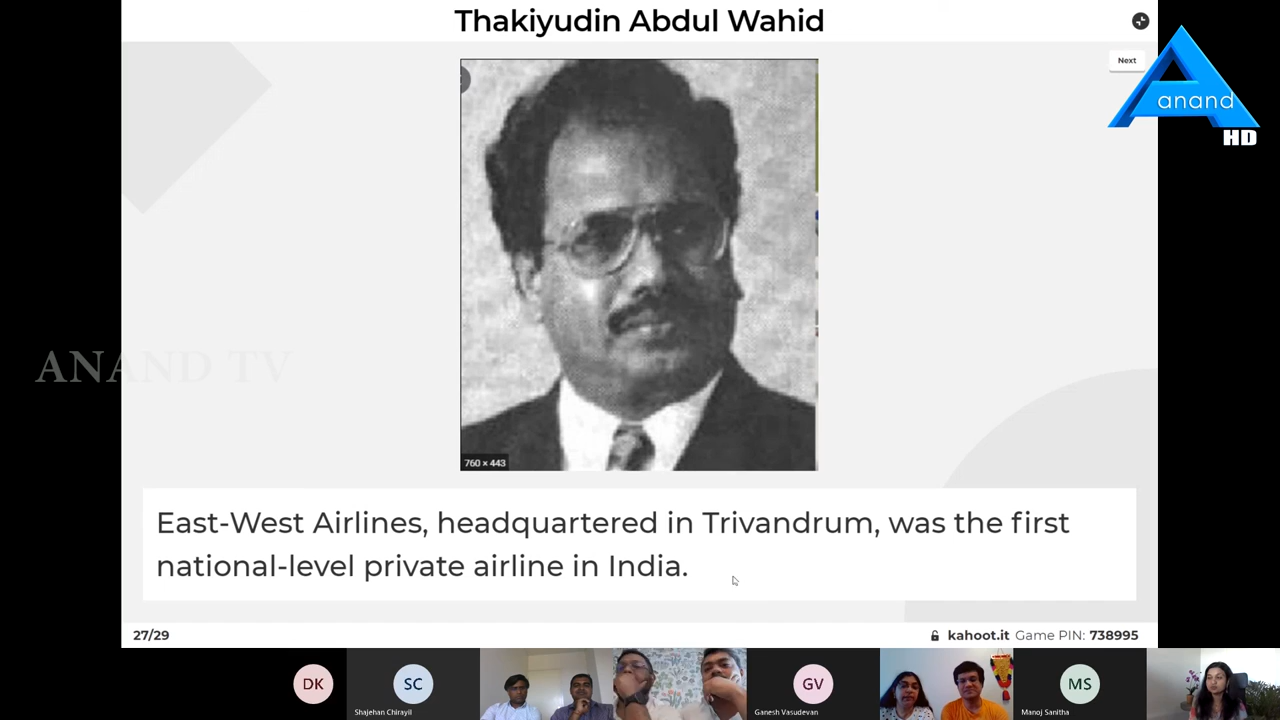 Thakiyudin Abdul Wahid
Next
anand
HD
ANAND TV
760 × 443
East-West Airlines, headquartered in Trivandrum, was the first
national-level private airline in India.
27/29
kahoot.it Game PIN: 738995
DK
SC
GV
MS
Shajehan Chirayil
Ganesh Vasudevan
Manoj Sanitha